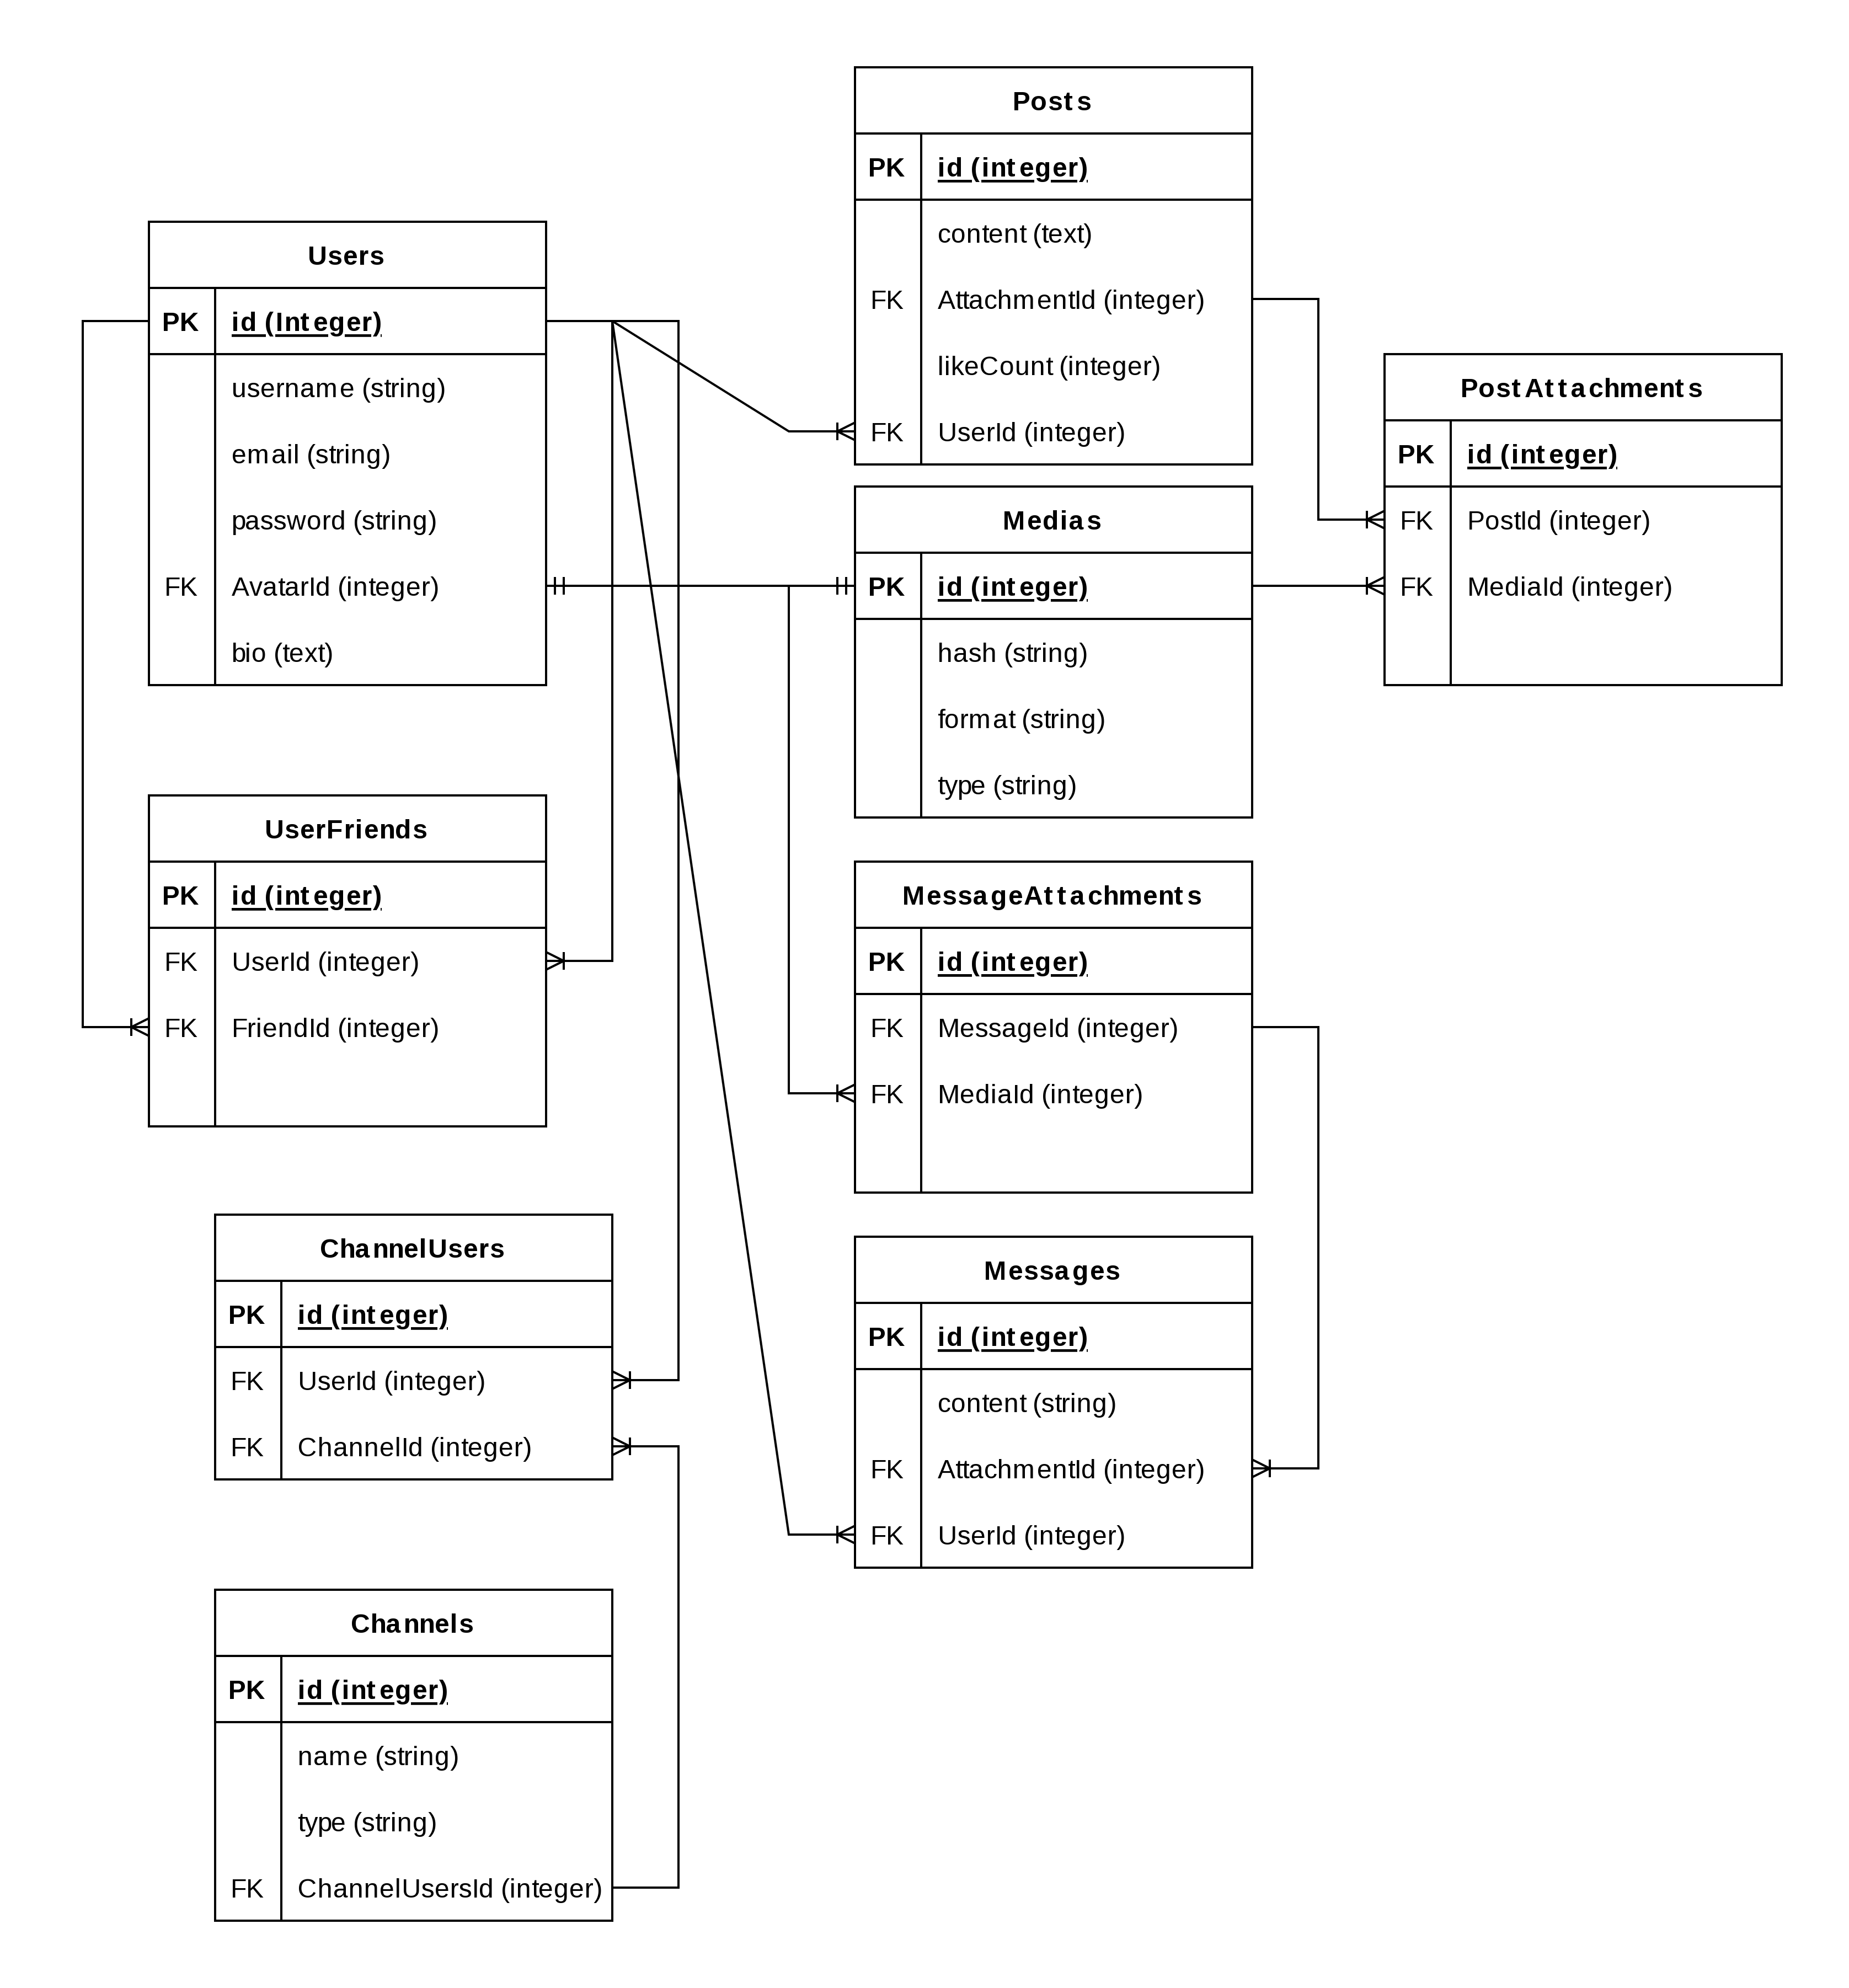 Posts
PK id (integer)
content (text)
FK AttachmentId (integer)
likeCount (integer)
FK UserId (integer)
Users
PK id (Integer)
username (string)
email (string)
password (string)
FK AvatarId (integer)
bio (text)
PostAttachments
PK id (integer)
FK PostId (integer)
FK MediaId (integer)
Medias
PK id (integer)
hash (string)
format (string)
type (string)
UserFriends
PK id (integer)
FK UserId (integer)
FK FriendId (integer)
MessageAttachments
PK id (integer)
FK MessageId (integer)
FK MediaId (integer)
ChannelUsers
PK id (integer)
FK UserId (integer)
FK ChannelId (integer)
Messages
PK id (integer)
content (string)
FK AttachmentId (integer)
FK UserId (integer)
Channels
PK id (integer)
name (string)
type (string)
FK ChannelUsersId (integer)